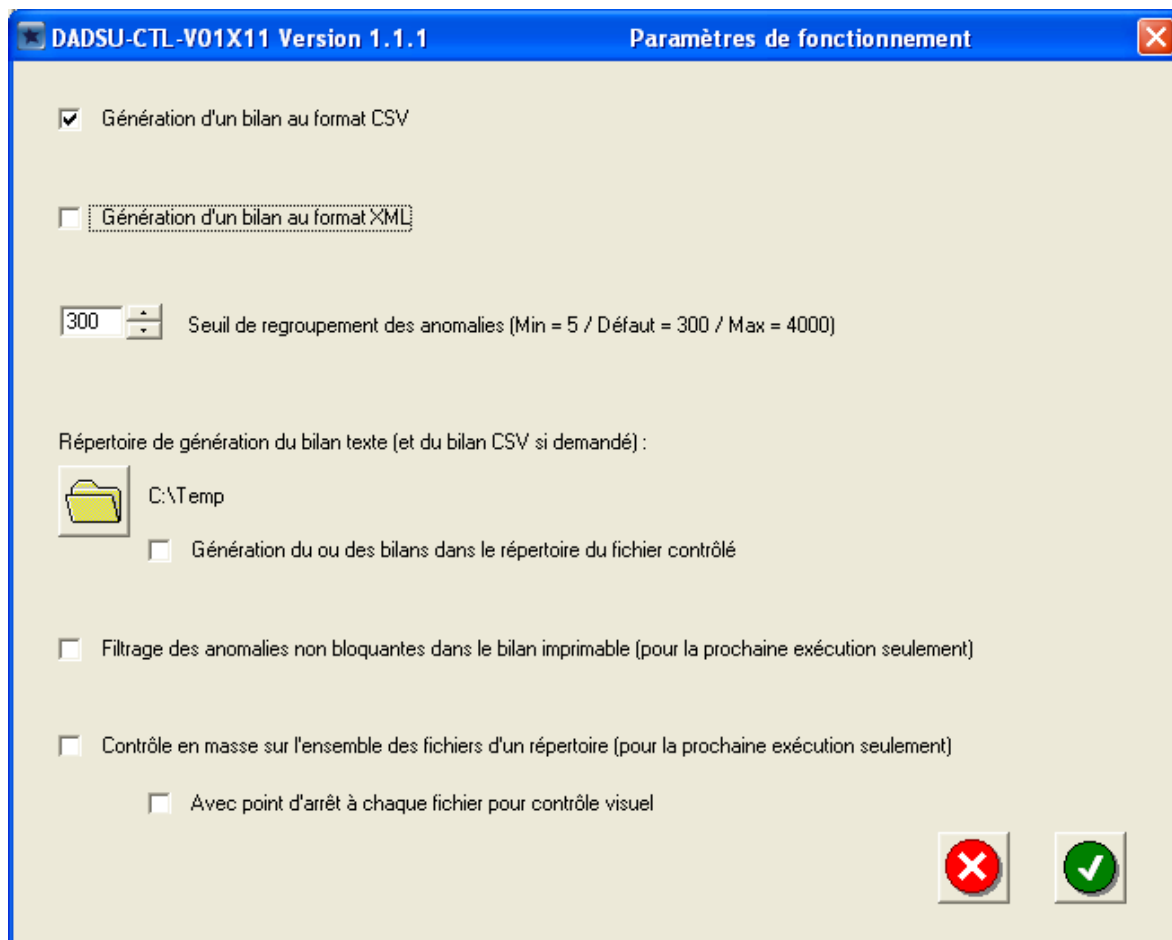 DADSU-CTL-V01X11 Version 1.1.1 Paramètres de fonctionnement
Génération d'un bilan au format CSV
Génération d'un bilan au format XML
300 Seuil de regroupement des anomalies (Min = 5 / Défaut = 300 / Max = 4000)
Répertoire de génération du bilan texte (et du bilan CSV si demandé) :
C:\Temp
Génération du ou des bilans dans le répertoire du fichier contrôlé
Filtrage des anomalies non bloquantes dans le bilan imprimable (pour la prochaine exécution seulement)
Contrôle en masse sur l'ensemble des fichiers d'un répertoire (pour la prochaine exécution seulement)
Avec point d'arrêt à chaque fichier pour contrôle visuel